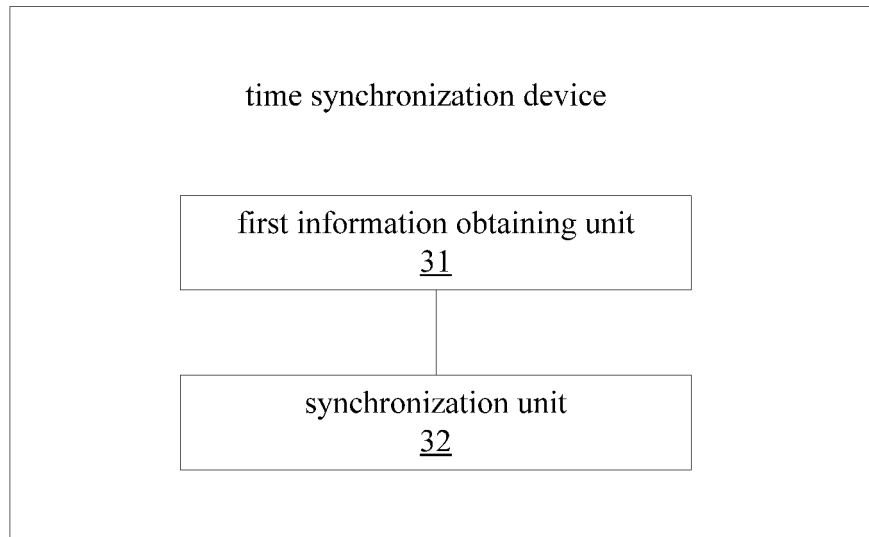 time synchronization device
first information obtaining unit
31
synchronization unit
32